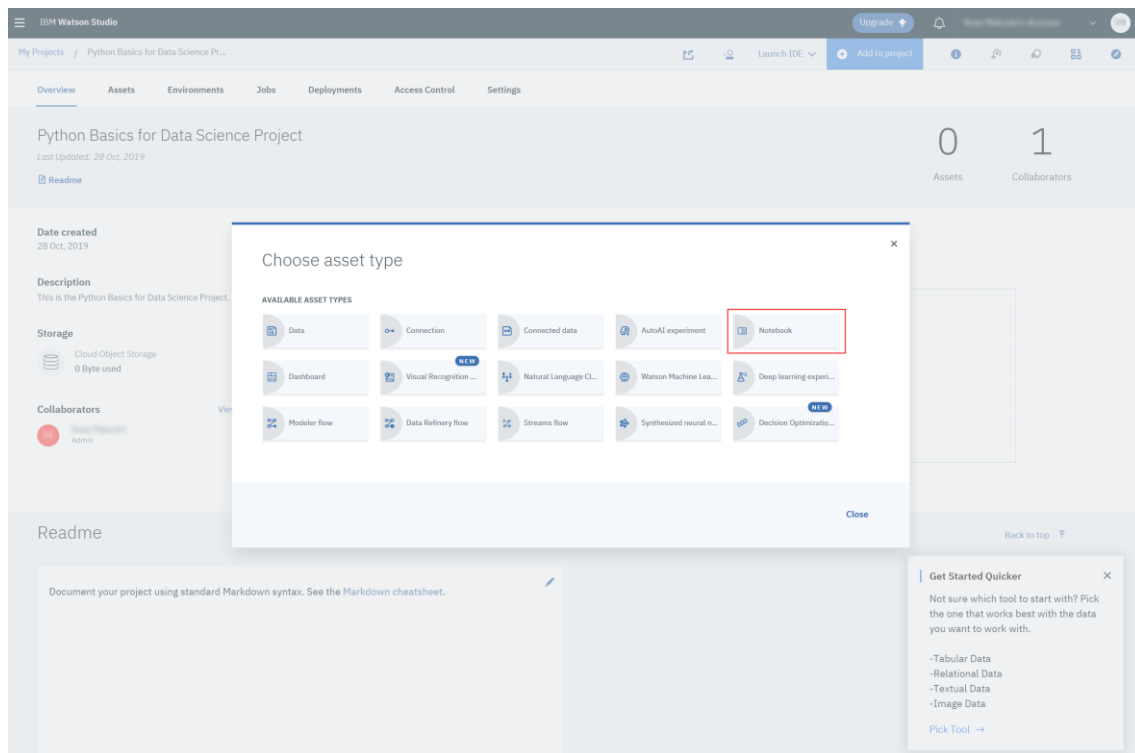 IBM Watson Studio
Upgrade
My Projects / Python Basics for Data Science Pr...
Launch IDE
Add to project
Overview Assets Environments Jobs Deployments Access Control Settings
Python Basics for Data Science Project
Last Updated: 28 Oct, 2019
Readme
0
Assets
1
Collaborators
Date created
28 Oct, 2019
Description
This is the Python Basics for Data Science Project.
Storage
Cloud Object Storage
0 Byte used
Collaborators
Admin
Choose asset type
AVAILABLE ASSET TYPES
Data Connection Connected data AutoAI experiment Notebook
NEW
Dashboard Visual Recognition ... Natural Language Cl... Watson Machine Lea... Deep learning experi...
NEW
Modeler flow Data Refinery flow Streams flow Synthesized neural n... Decision Optimizatio...
Close
Readme
Back to top
Document your project using standard Markdown syntax. See the Markdown cheatsheet.
Get Started Quicker
Not sure which tool to start with? Pick
the one that works best with the data
you want to work with.
-Tabular Data
-Relational Data
-Textual Data
-Image Data
Pick Tool →